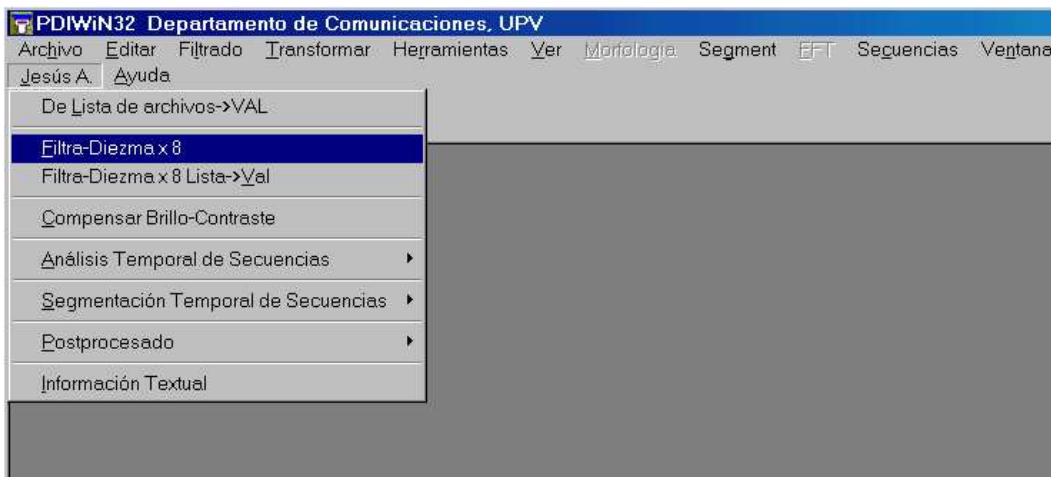 PDIWiN32 Departamento de Comunicaciones, UPV
Archivo Editar Filtrado Transformar Herramientas Ver Morfologia Segment FFT Secuencias Ventana
Jesús A. Ayuda
De Lista de archivos->VAL
Filtra-Diezma x 8
Filtra-Diezma x 8 Lista->Val
Compensar Brillo-Contraste
Análisis Temporal de Secuencias
Segmentación Temporal de Secuencias
Postprocesado
Información Textual